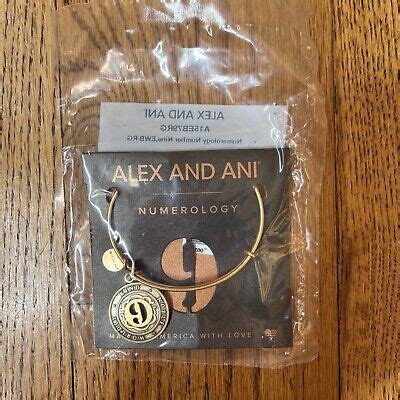 ALEX AND ANI
A15EB79RG
Numerology Number Nine, EWB RG
ALEX AND ANI
NUMEROLOGY
9
9
AMERICA WITH LOVE